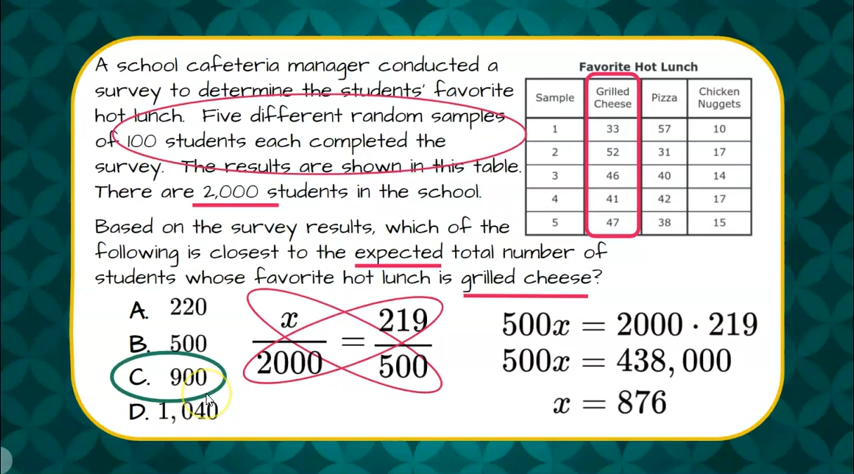 A school cafeteria manager conducted a
survey to determine the students' favorite
hot lunch. Five different random samples
of 100 students each completed the
survey. The results are shown in this table.
There are 2,000 students in the school.
Favorite Hot Lunch
Sample Grilled Cheese Pizza Chicken Nuggets
1 33 57 10
2 52 31 17
3 46 40 14
4 41 42 17
5 47 38 15
Based on the survey results, which of the
following is closest to the expected total number of
students whose favorite hot lunch is grilled cheese?
A. 220
B. 500
C. 900
D. 1,040
x/2000 = 219/500
500x = 2000 · 219
500x = 438,000
x = 876